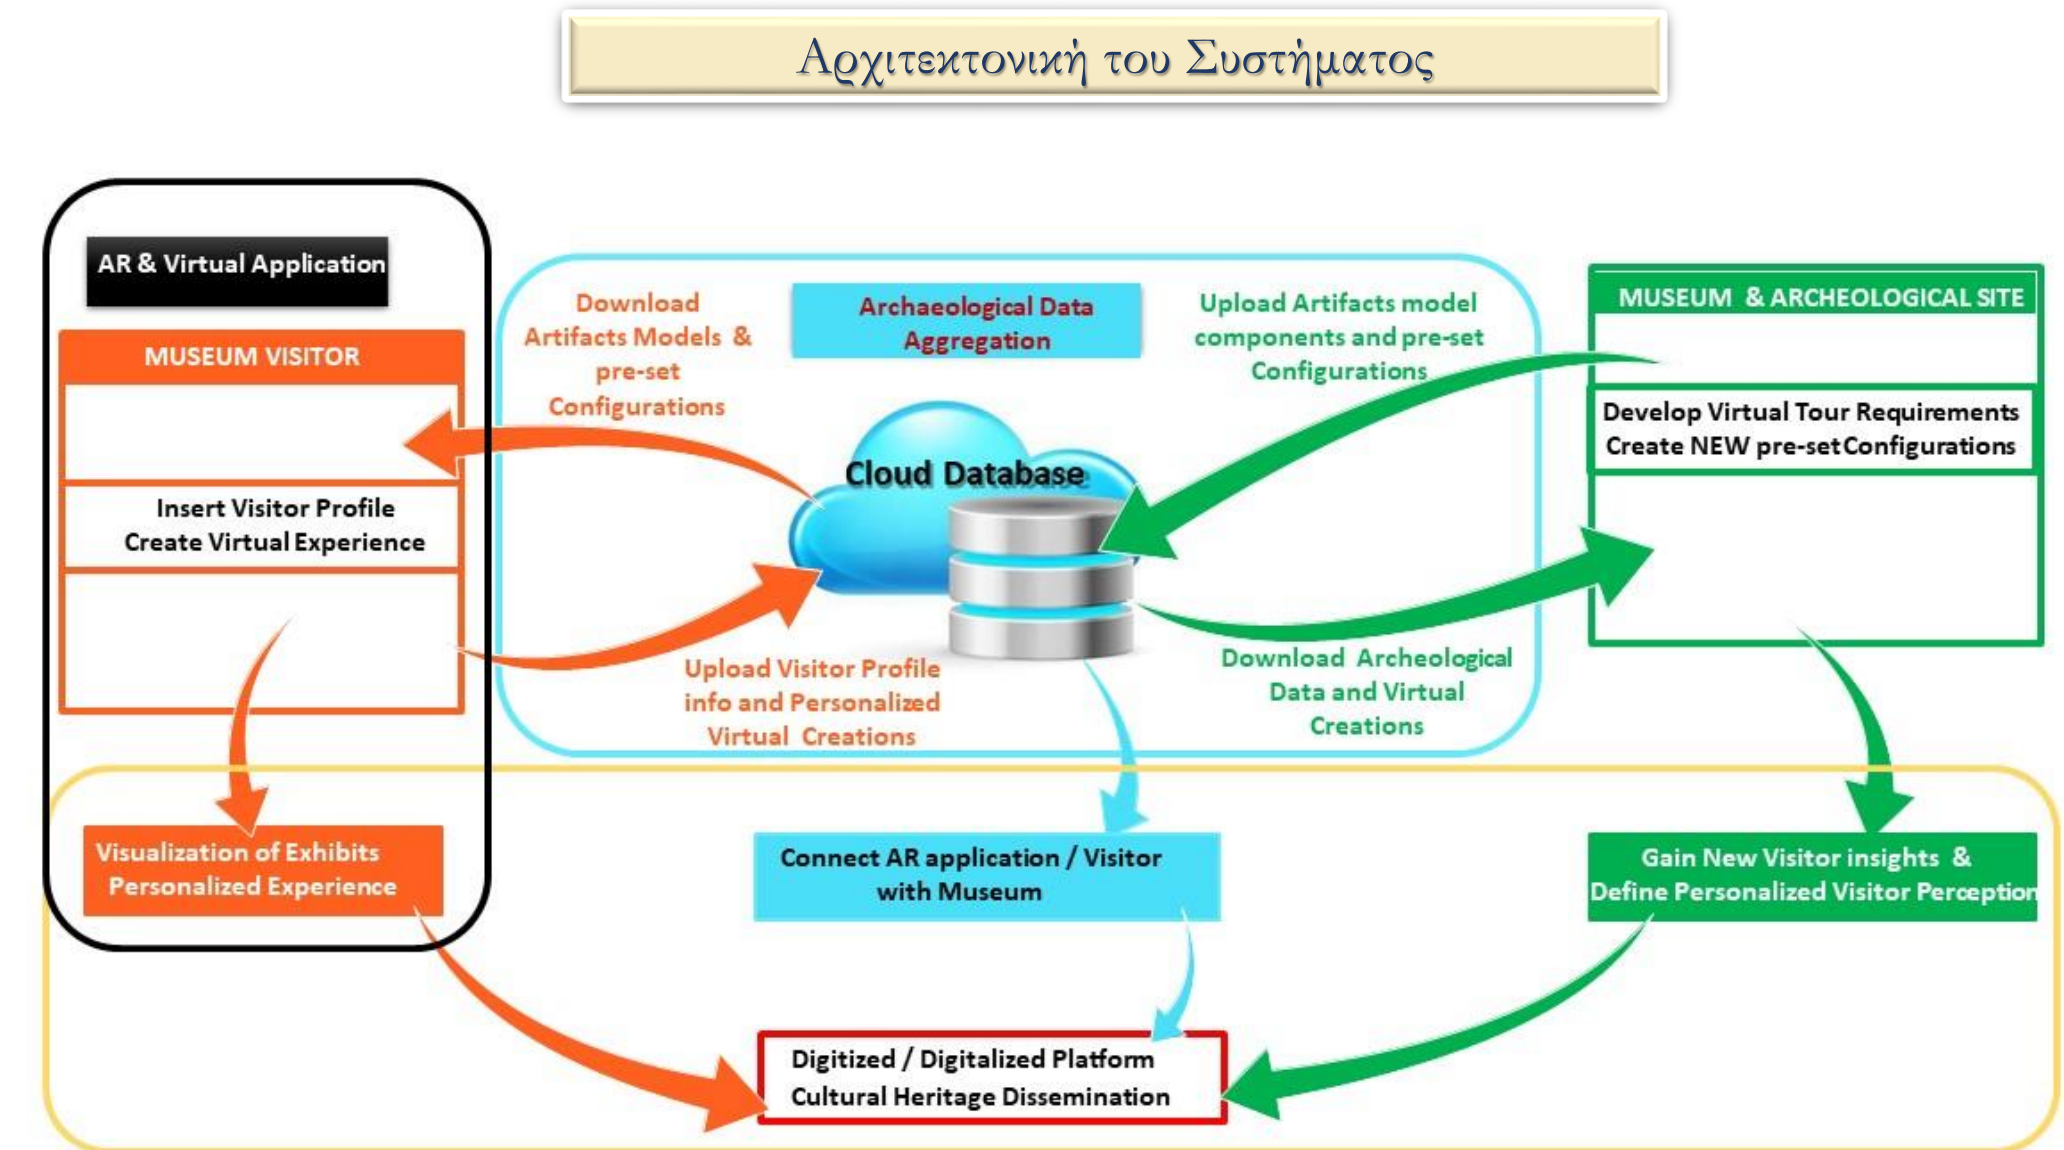 Αρχιτεκτονική του Συστήματος
AR & Virtual Application
MUSEUM VISITOR
Insert Visitor Profile
Create Virtual Experience
Download
Artifacts Models &
pre-set
Configurations
Archaeological Data
Aggregation
Upload Artifacts model
components and pre-set
Configurations
MUSEUM & ARCHEOLOGICAL SITE
Develop Virtual Tour Requirements
Create NEW pre-set Configurations
Cloud Database
Upload Visitor Profile
info and Personalized
Virtual Creations
Download Archeological
Data and Virtual
Creations
Visualization of Exhibits
Personalized Experience
Connect AR application / Visitor
with Museum
Gain New Visitor insights &
Define Personalized Visitor Perception
Digitized / Digitalized Platform
Cultural Heritage Dissemination